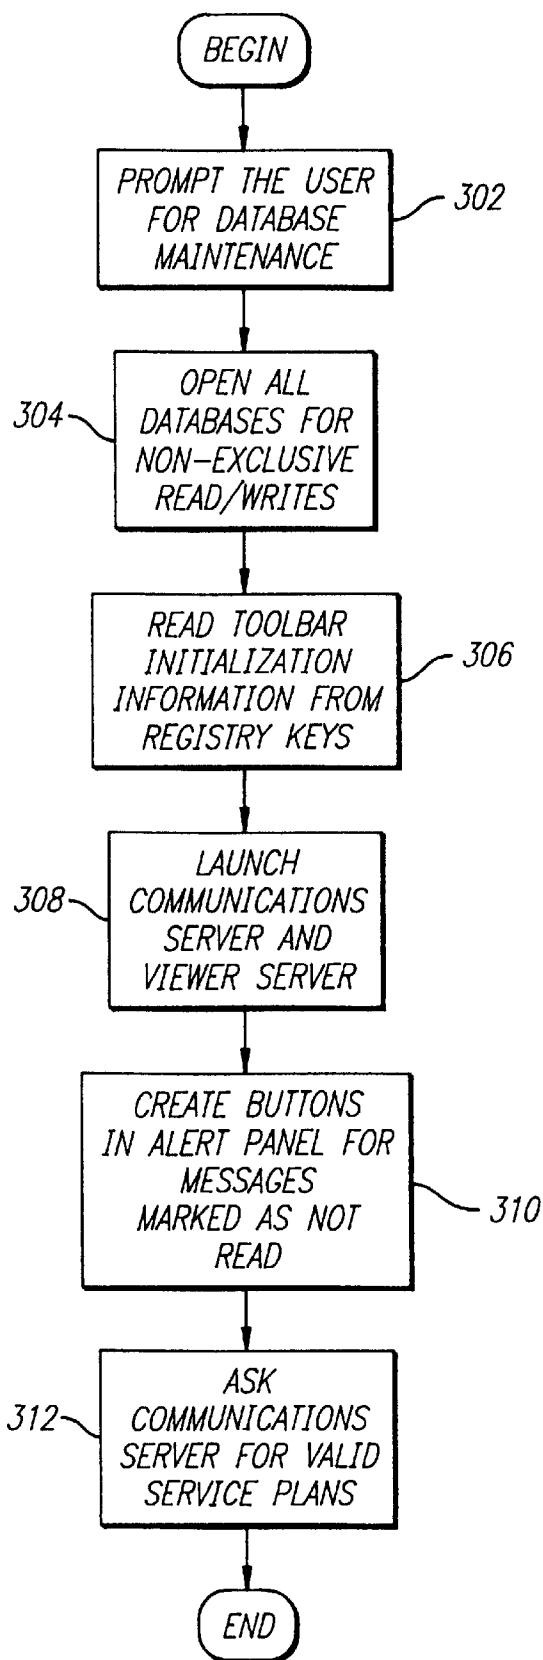 BEGIN
PROMPT THE USER
FOR DATABASE
MAINTENANCE
302
OPEN ALL
DATABASES FOR
NON-EXCLUSIVE
READ/WRITES
304
READ TOOLBAR
INITIALIZATION
INFORMATION FROM
REGISTRY KEYS
306
LAUNCH
COMMUNICATIONS
SERVER AND
VIEWER SERVER
308
CREATE BUTTONS
IN ALERT PANEL FOR
MESSAGES
MARKED AS NOT
READ
310
ASK
COMMUNICATIONS
SERVER FOR VALID
SERVICE PLANS
312
END